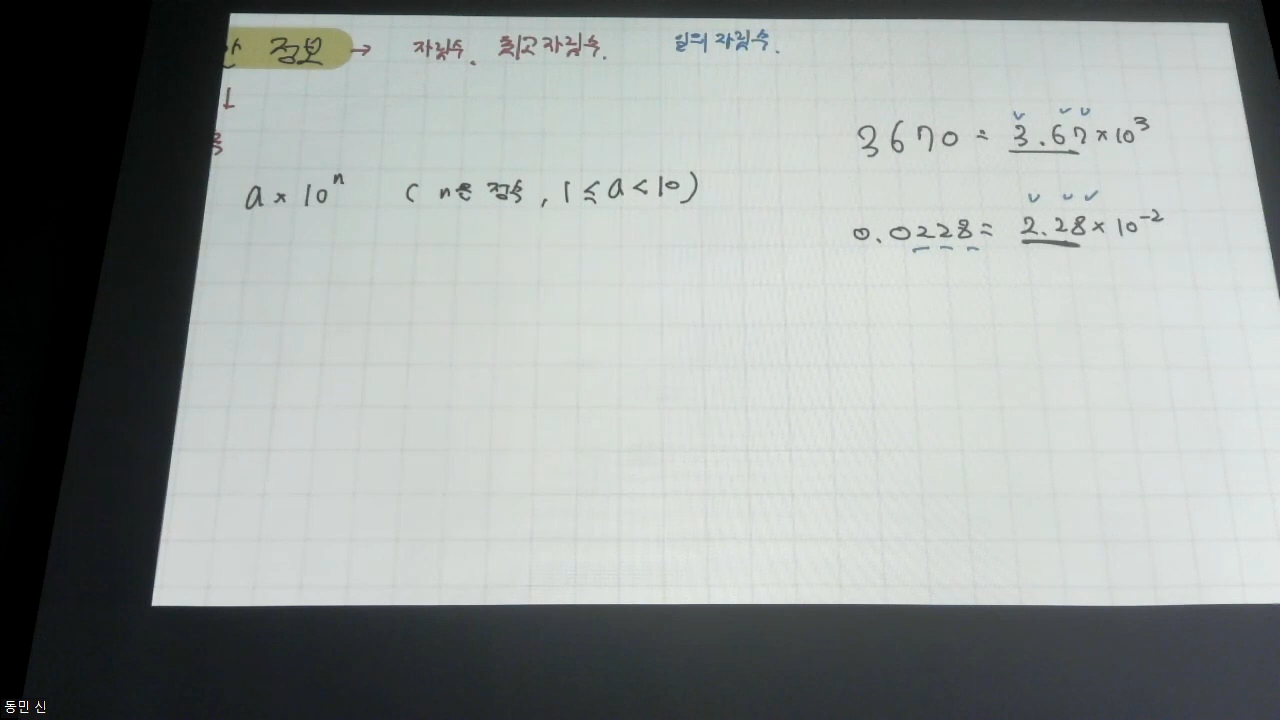 정보 → 자릿수. 최고자릿수. 일의 자릿수.
3670 = 3.67×10³
a×10ⁿ ( n은 정수, 1≤a<10)
0.0228= 2.28×10⁻²
동민 신